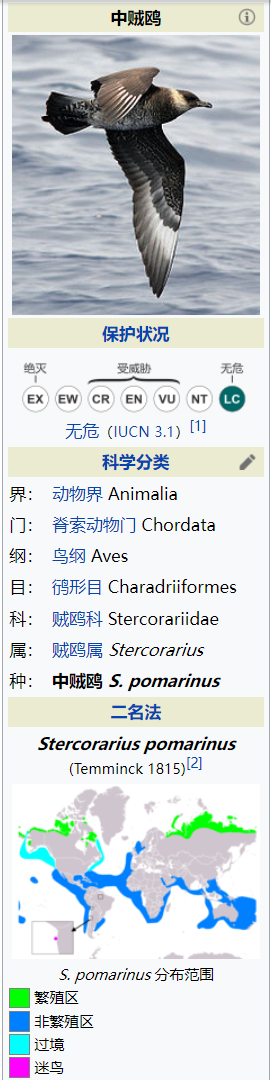 中贼鸥
保护状况
绝灭 受威胁 无危
EX EW CR EN VU NT LC
无危（IUCN 3.1）[1]
科学分类
界： 动物界 Animalia
门： 脊索动物门 Chordata
纲： 鸟纲 Aves
目： 鸻形目 Charadriiformes
科： 贼鸥科 Stercorariidae
属： 贼鸥属 Stercorarius
种： 中贼鸥 S. pomarinus
二名法
Stercorarius pomarinus
(Temminck 1815)[2]
S. pomarinus 分布范围
繁殖区
非繁殖区
过境
迷鸟